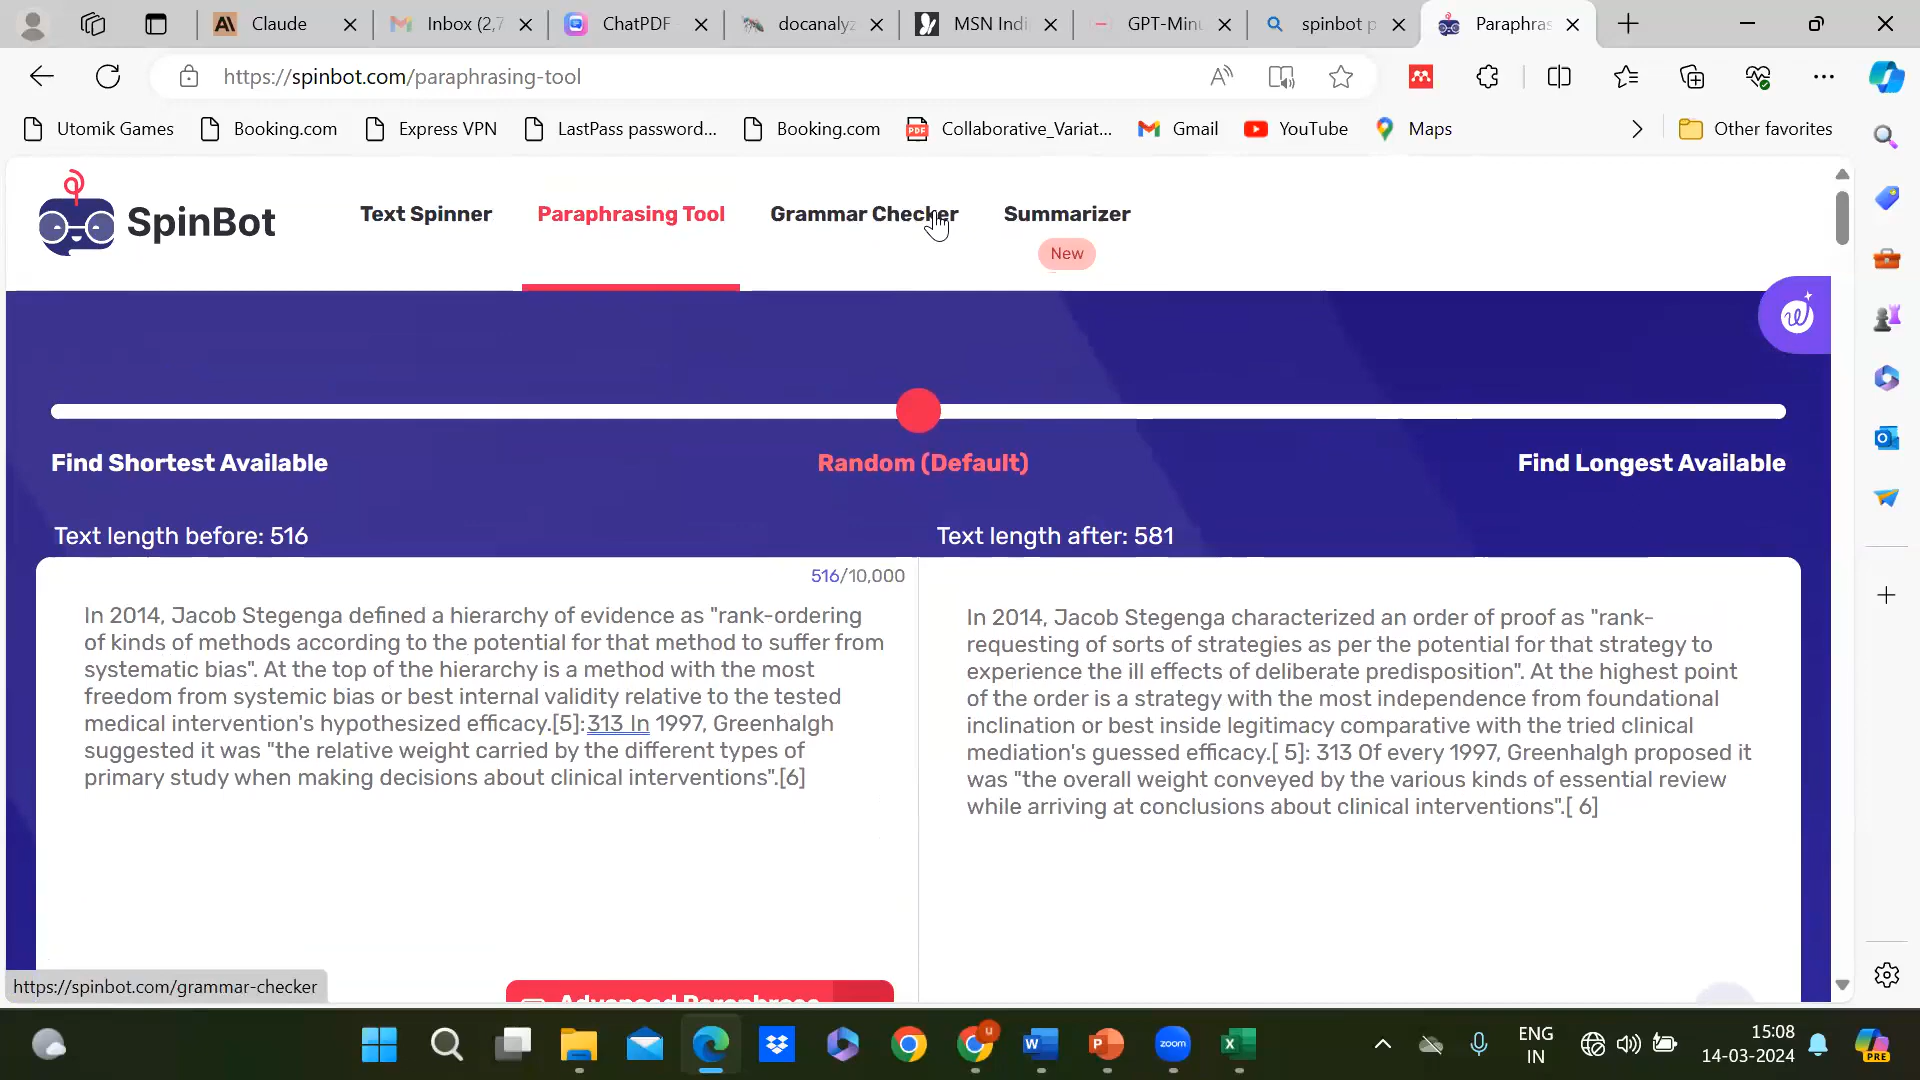 Claude
Inbox (2,7
ChatPDF
docanalyz
MSN Indi
GPT-Minu
spinbot p
Paraphras
https://spinbot.com/paraphrasing-tool
Utomik Games
Booking.com
Express VPN
LastPass password...
Booking.com
PDF
Collaborative_Variat...
Gmail
YouTube
Maps
Other favorites
SpinBot
Text Spinner
Paraphrasing Tool
Grammar Checker
Summarizer
New
Find Shortest Available
Random (Default)
Find Longest Available
Text length before: 516
Text length after: 581
516/10,000
In 2014, Jacob Stegenga defined a hierarchy of evidence as "rank-ordering
of kinds of methods according to the potential for that method to suffer from
systematic bias". At the top of the hierarchy is a method with the most
freedom from systemic bias or best internal validity relative to the tested
medical intervention's hypothesized efficacy.[5]:313 In 1997, Greenhalgh
suggested it was "the relative weight carried by the different types of
primary study when making decisions about clinical interventions".[6]
In 2014, Jacob Stegenga characterized an order of proof as "rank-
requesting of sorts of strategies as per the potential for that strategy to
experience the ill effects of deliberate predisposition". At the highest point
of the order is a strategy with the most independence from foundational
inclination or best inside legitimacy comparative with the tried clinical
mediation's guessed efficacy.[ 5]: 313 Of every 1997, Greenhalgh proposed it
was "the overall weight conveyed by the various kinds of essential review
while arriving at conclusions about clinical interventions".[ 6]
Advanced Paraphrase
https://spinbot.com/grammar-checker
zoom
ENG
IN
15:08
14-03-2024
PRE